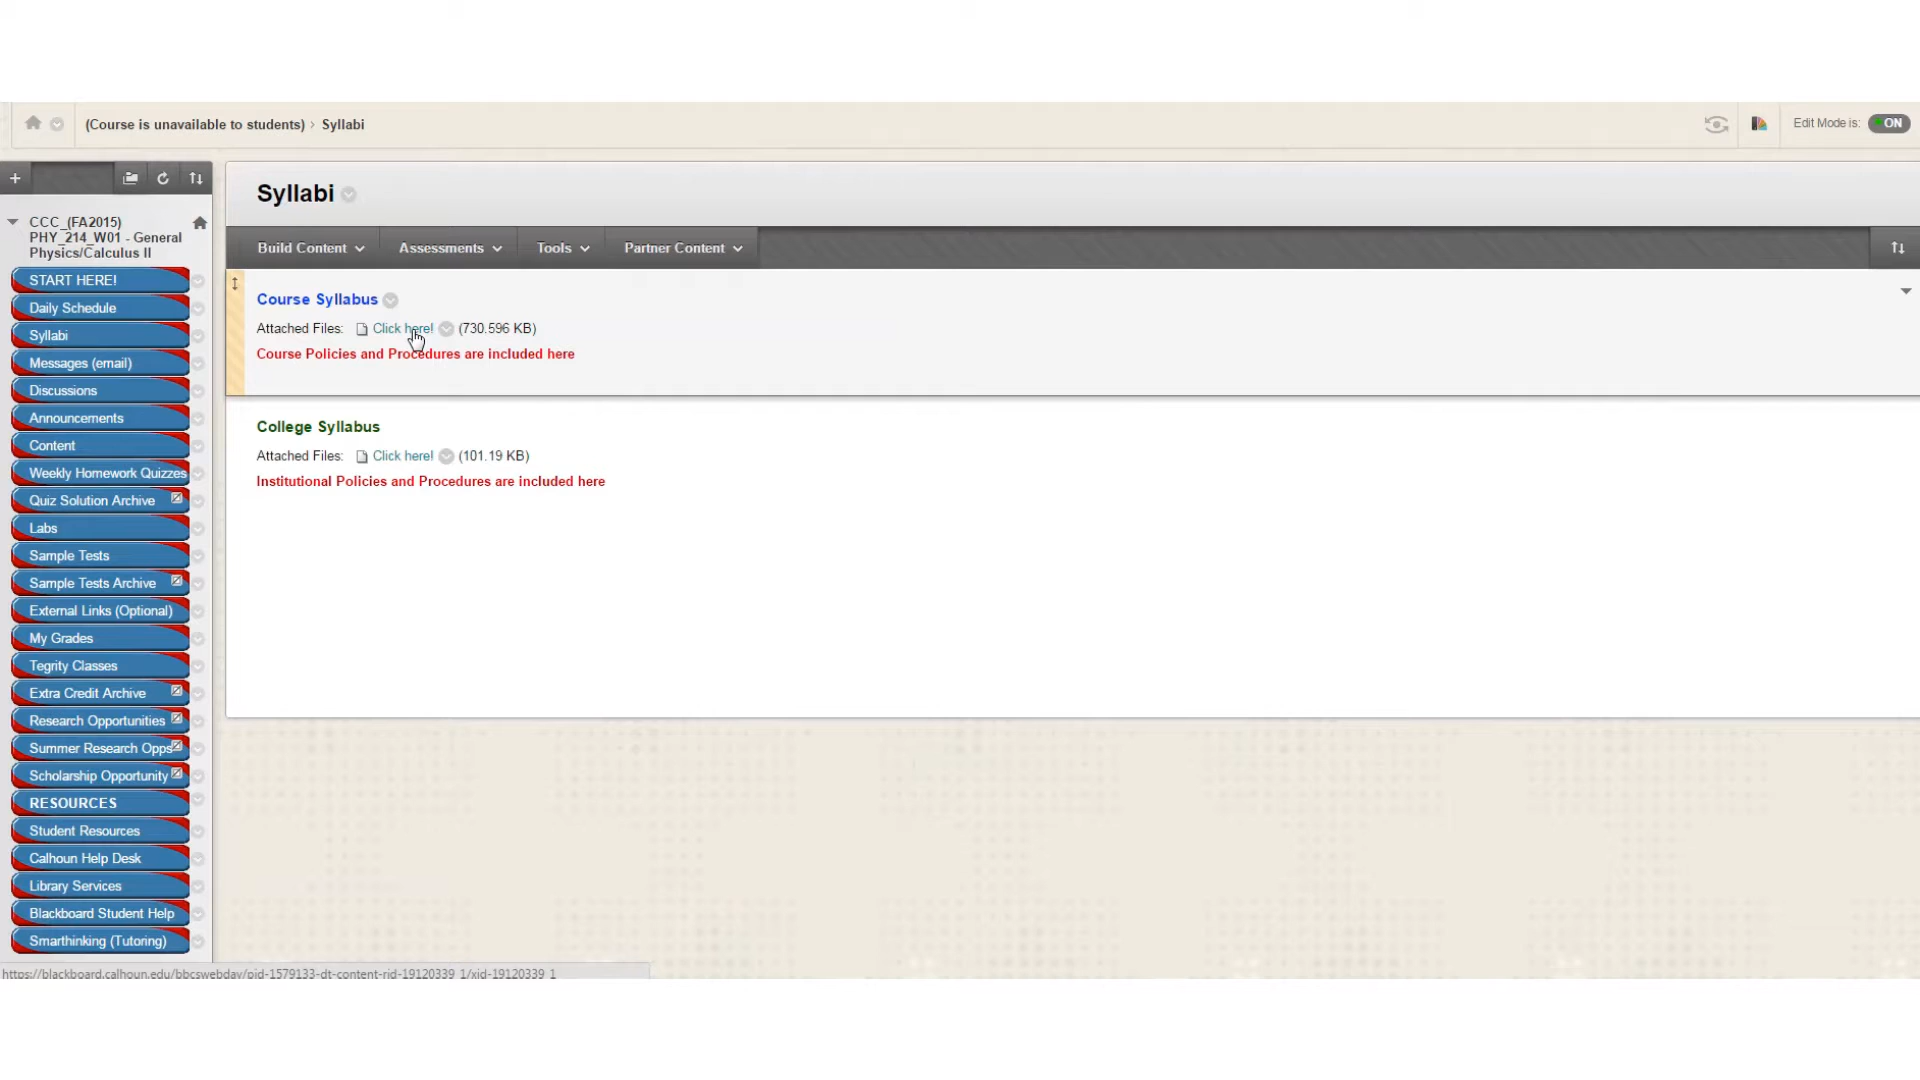 (Course is unavailable to students) › Syllabi
Edit Mode is: ON
CCC_(FA2015)
PHY_214_W01 - General
Physics/Calculus II
START HERE!
Daily Schedule
Syllabi
Messages (email)
Discussions
Announcements
Content
Weekly Homework Quizzes
Quiz Solution Archive
Labs
Sample Tests
Sample Tests Archive
External Links (Optional)
My Grades
Tegrity Classes
Extra Credit Archive
Research Opportunities
Summer Research Opps
Scholarship Opportunity
RESOURCES
Student Resources
Calhoun Help Desk
Library Services
Blackboard Student Help
Smarthinking (Tutoring)
Syllabi
Build Content Assessments Tools Partner Content
Course Syllabus
Attached Files: Click here! (730.596 KB)
Course Policies and Procedures are included here
College Syllabus
Attached Files: Click here! (101.19 KB)
Institutional Policies and Procedures are included here
https://blackboard.calhoun.edu/bbcswebdav/pid-1579133-dt-content-rid-19120339_1/xid-19120339_1